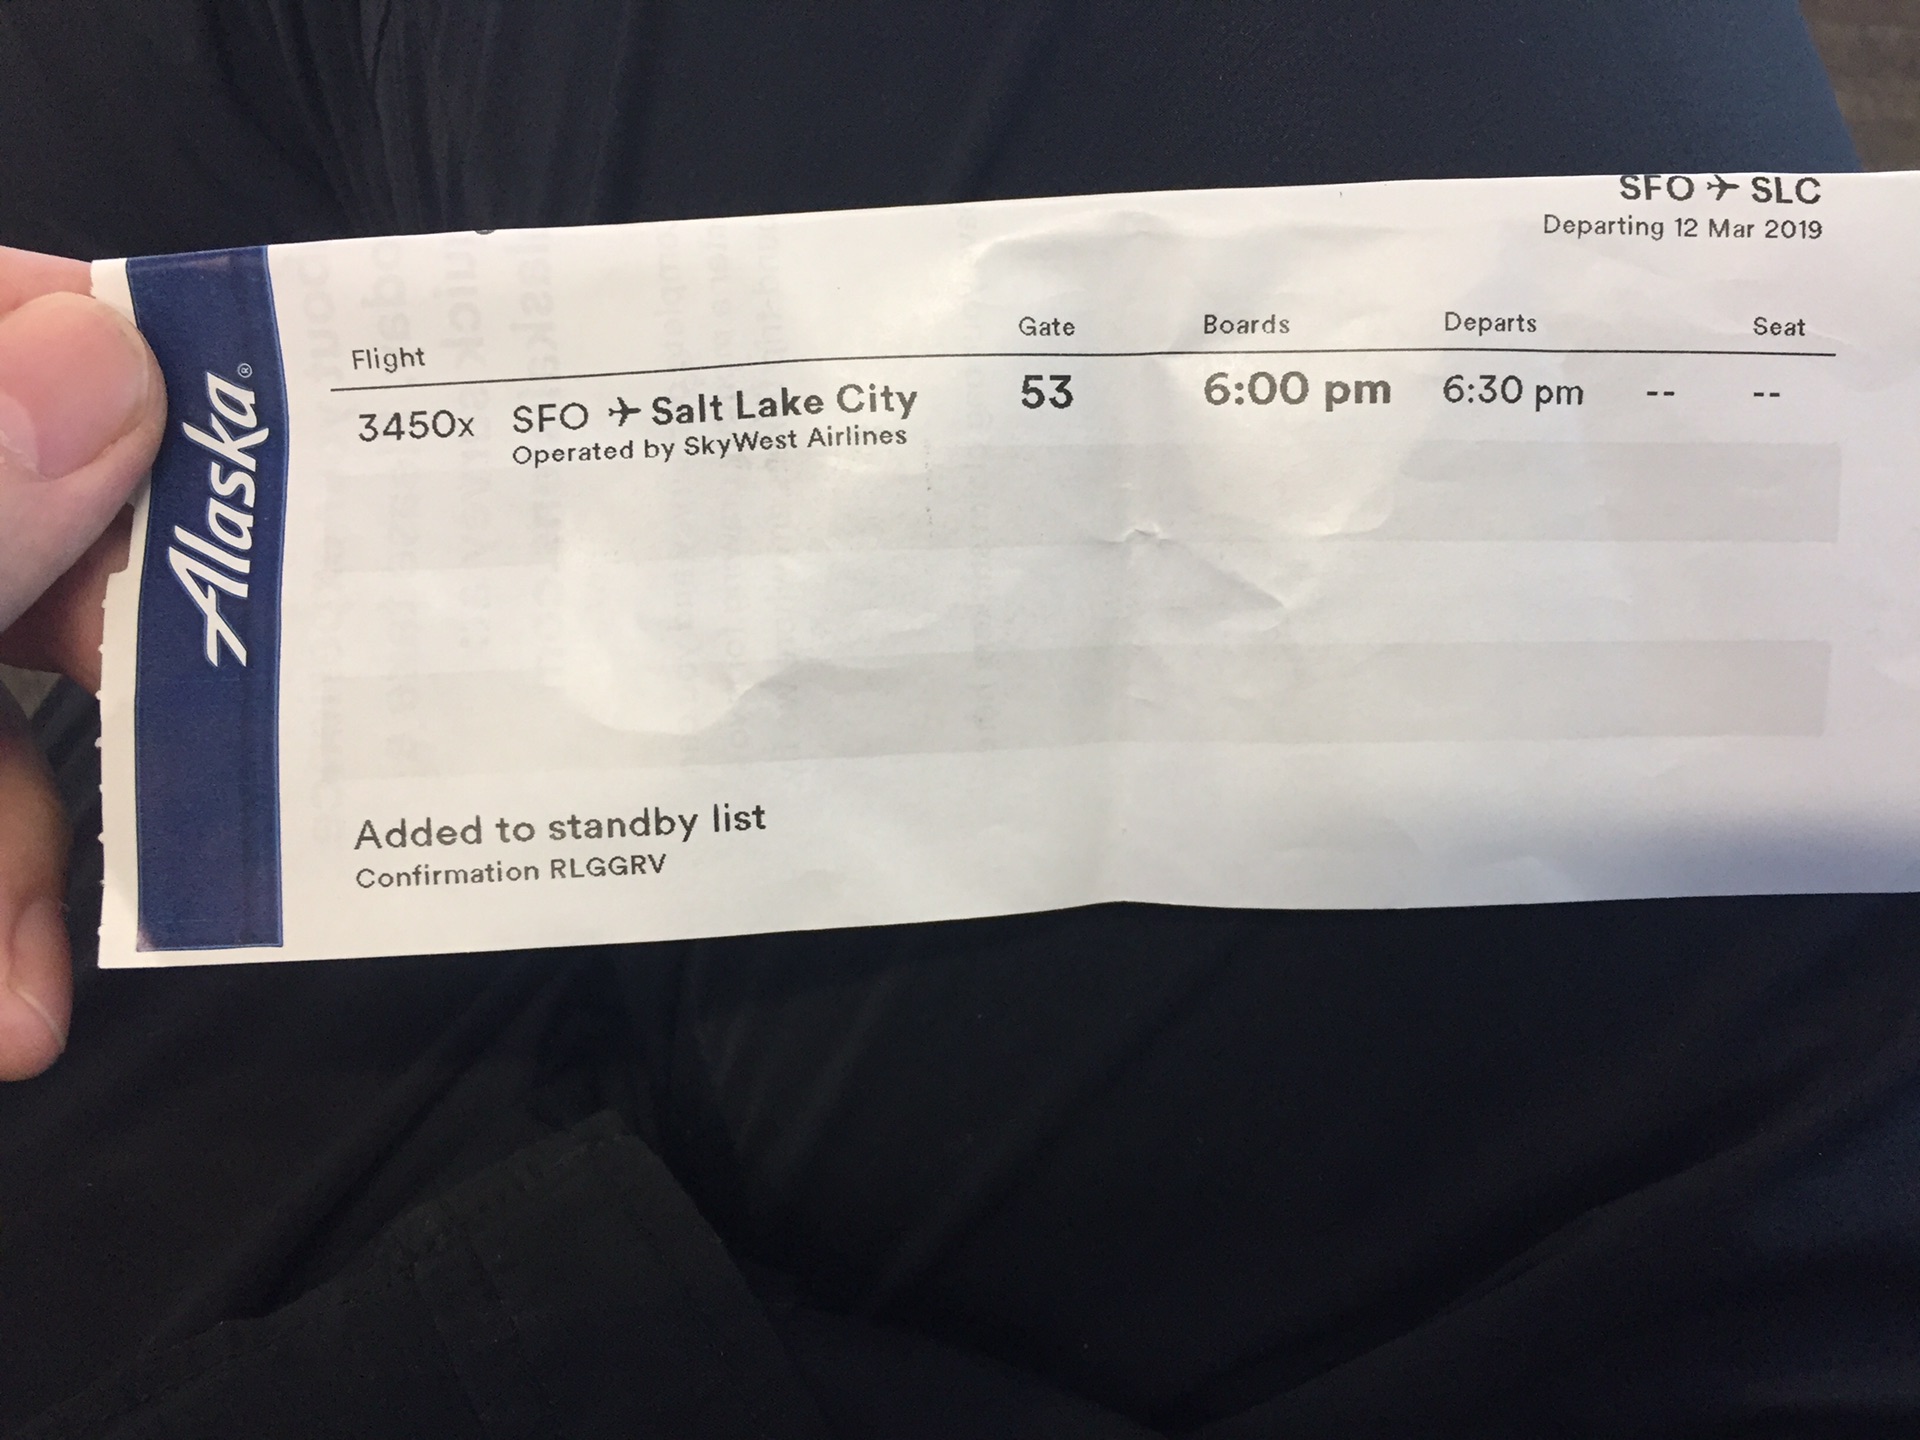 SFO ✈ SLC
Departing 12 Mar 2019
Flight Gate Boards Departs Seat
3450x SFO ✈ Salt Lake City 53 6:00 pm 6:30 pm -- --
Operated by SkyWest Airlines
Added to standby list
Confirmation RLGGRV
Alaska®